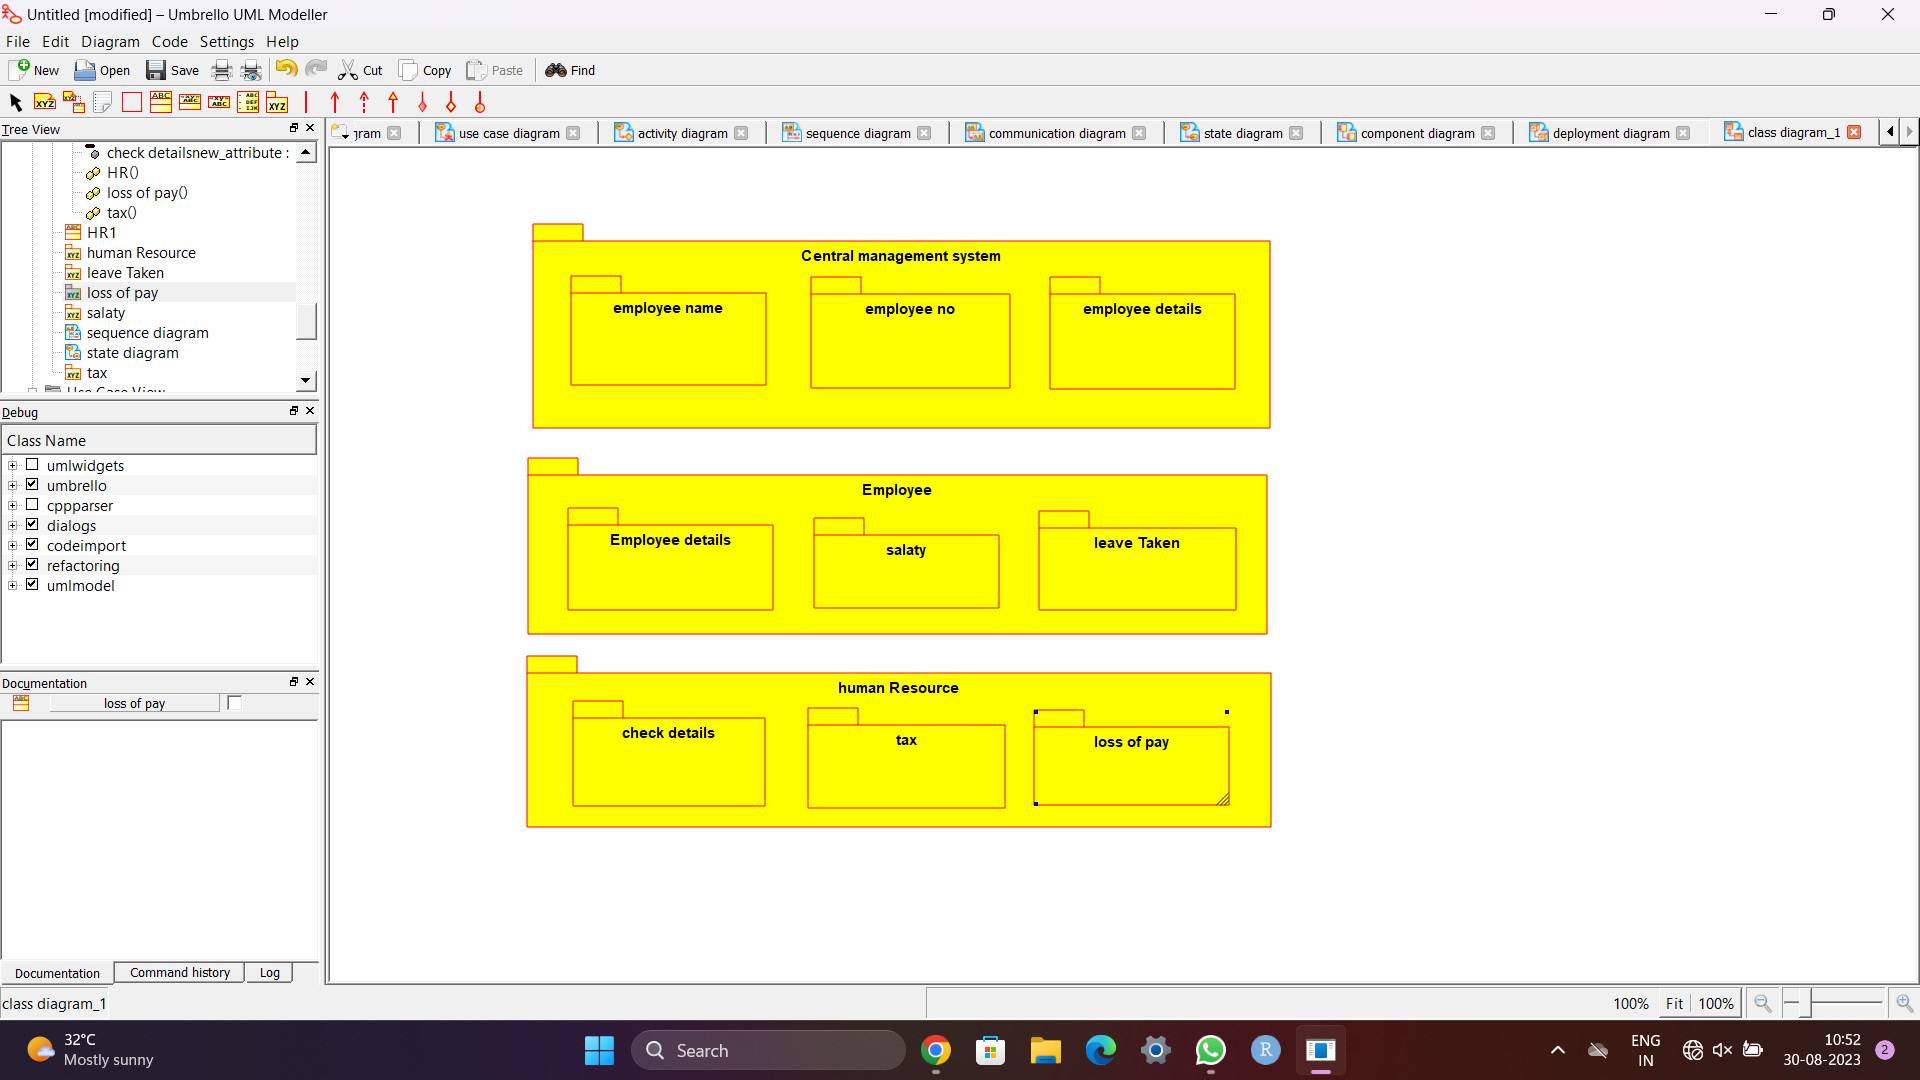 Untitled [modified] – Umbrello UML Modeller
File Edit Diagram Code Settings Help
New Open Save Cut Copy Paste Find
Tree View
gram use case diagram activity diagram sequence diagram communication diagram state diagram component diagram deployment diagram class diagram_1
check detailsnew_attribute :
HR()
loss of pay()
tax()
HR1
human Resource
leave Taken
loss of pay
salaty
sequence diagram
state diagram
tax
Use Case View
Debug
Class Name
umlwidgets
umbrello
cppparser
dialogs
codeimport
refactoring
umlmodel
Documentation
loss of pay
Documentation Command history Log
Central management system
employee name employee no employee details
Employee
Employee details salaty leave Taken
human Resource
check details tax loss of pay
class diagram_1
100% Fit 100%
32°C
Mostly sunny
Search
ENG
IN
10:52
30-08-2023
2